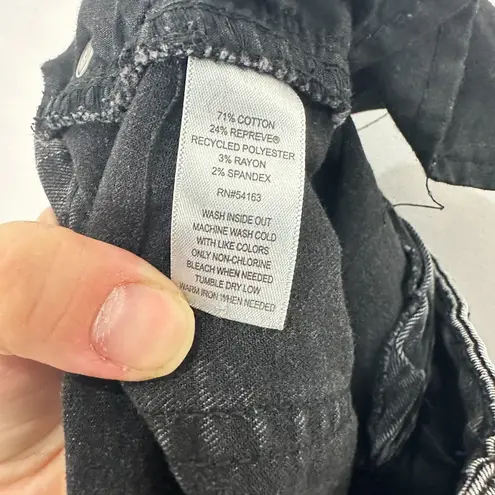 71% COTTON
24% REPREVE®
RECYCLED POLYESTER
3% RAYON
2% SPANDEX
RN#54163
WASH INSIDE OUT
MACHINE WASH COLD
WITH LIKE COLORS
ONLY NON-CHLORINE
BLEACH WHEN NEEDED
TUMBLE DRY LOW
WARM IRON WHEN NEEDED